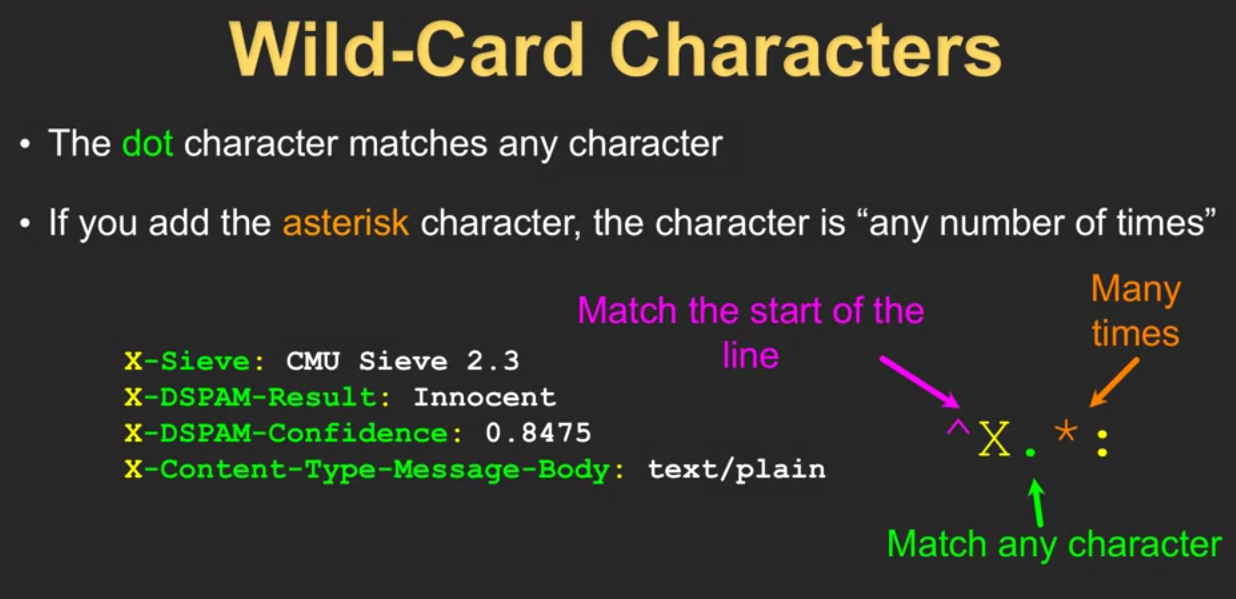 Wild-Card Characters
• The dot character matches any character
• If you add the asterisk character, the character is “any number of times”
Match the start of the
line
Many
times
X-Sieve: CMU Sieve 2.3
X-DSPAM-Result: Innocent
X-DSPAM-Confidence: 0.8475
X-Content-Type-Message-Body: text/plain
^X.*:
Match any character